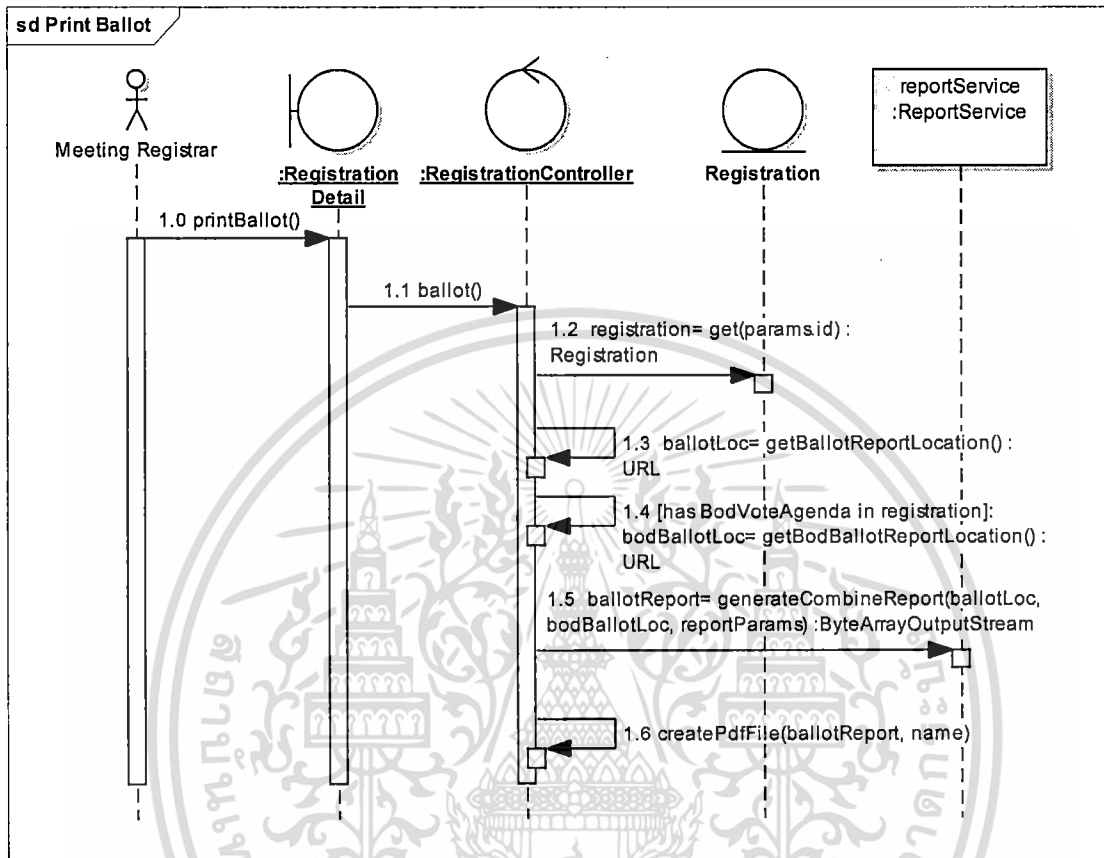 sd Print Ballot
Meeting Registrar
:Registration
Detail
:RegistrationController
Registration
reportService
:ReportService
1.0 printBallot()
1.1 ballot()
1.2 registration= get(params.id) :
Registration
1.3 ballotLoc= getBallotReportLocation() :
URL
1.4 [has BodVoteAgenda in registration]:
bodBallotLoc= getBodBallotReportLocation() :
URL
1.5 ballotReport= generateCombineReport(ballotLoc,
bodBallotLoc, reportParams) :ByteArrayOutputStream
1.6 createPdfFile(ballotReport, name)